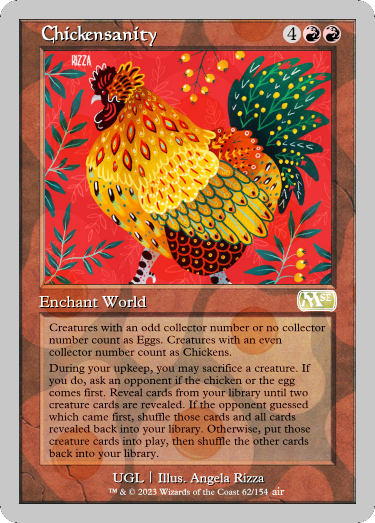 Chickensanity 4
RIZZA
Enchant World
MSE
Creatures with an odd collector number or no collector
number count as Eggs. Creatures with an even
collector number count as Chickens.
During your upkeep, you may sacrifice a creature. If
you do, ask an opponent if the chicken or the egg
comes first. Reveal cards from your library until two
creature cards are revealed. If the opponent guessed
which came first, shuffle those cards and all cards
revealed back into your library. Otherwise, put those
creature cards into play, then shuffle the other cards
back into your library.
UGL | Illus. Angela Rizza
™ & © 2023 Wizards of the Coast 62/154 air